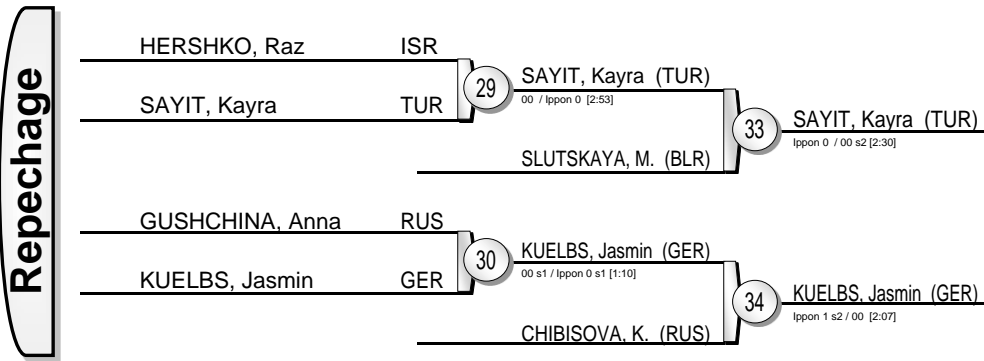 Repechage
HERSHKO, Raz ISR
SAYIT, Kayra TUR
29
SAYIT, Kayra (TUR)
00 / Ippon 0 [2:53]
SLUTSKAYA, M. (BLR)
33
SAYIT, Kayra (TUR)
Ippon 0 / 00 s2 [2:30]
GUSHCHINA, Anna RUS
KUELBS, Jasmin GER
30
KUELBS, Jasmin (GER)
00 s1 / Ippon 0 s1 [1:10]
CHIBISOVA, K. (RUS)
34
KUELBS, Jasmin (GER)
Ippon 1 s2 / 00 [2:07]